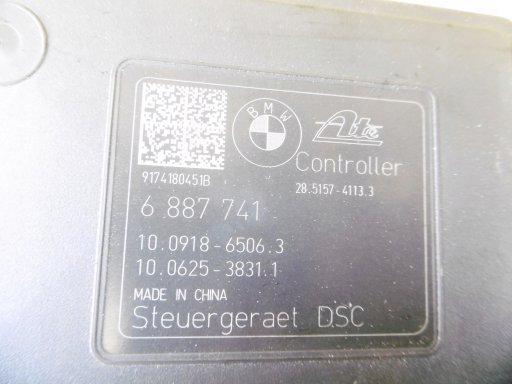 BMW
Ate
Controller
9174180451B
28.5157-4113.3
6 887 741
10.0918-6506.3
10.0625-3831.1
MADE IN CHINA
Steuergeraet DSC